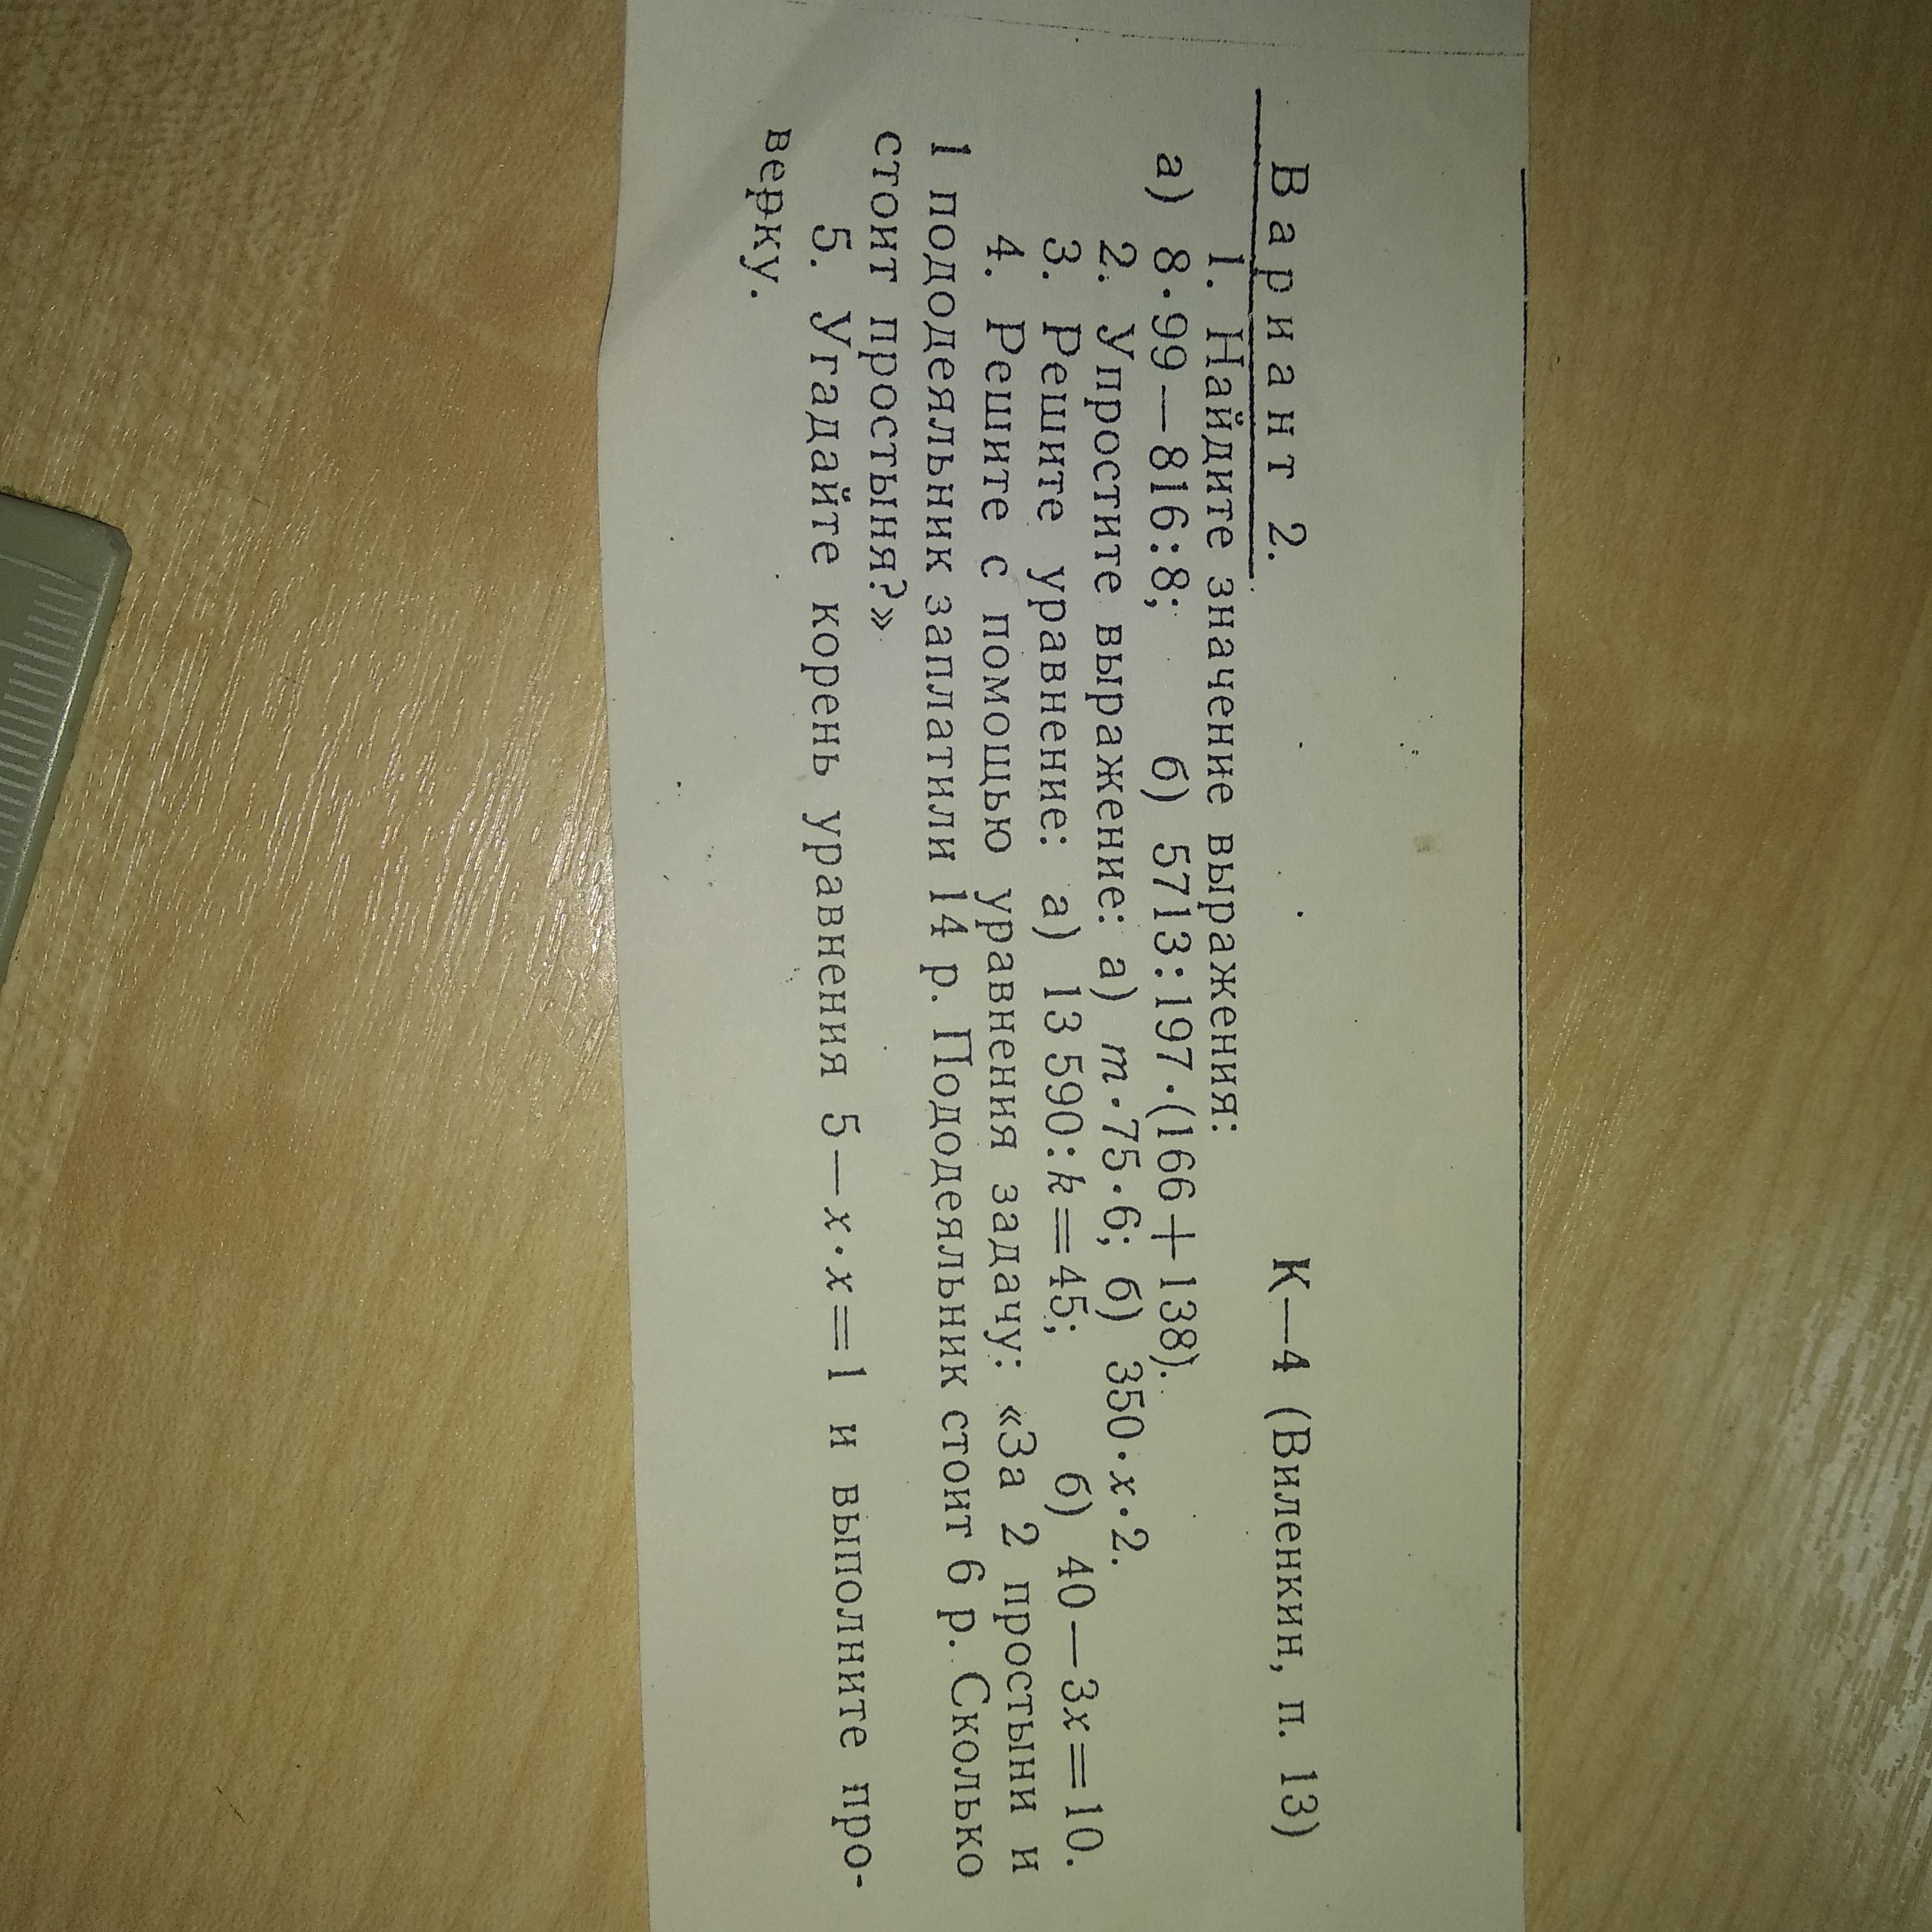 К—4 (Виленкин, п. 13)
Вариант 2.
1. Найдите значение выражения:
а) 8·99—816:8; б) 5713:197·(166+138).
2. Упростите выражение: а) m·75·6; б) 350·x·2.
3. Решите уравнение: а) 13 590:k=45; б) 40—3x=10.
4. Решите с помощью уравнения задачу: «За 2 простыни и
1 пододеяльник заплатили 14 р. Пододеяльник стоит 6 р. Сколько
стоит простыня?»
5. Угадайте корень уравнения 5—x·x=1 и выполните про-
верку.